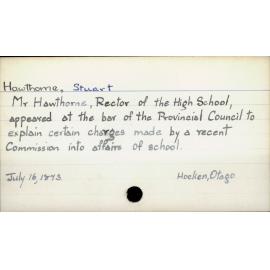 Hawthorne, Stuart
Mr Hawthorne, Rector of the High School,
appeared at the bar of the Provincial Council to
explain certain charges made by a recent
Commission into affairs of school.
July 16, 1873. Hocken, Otago